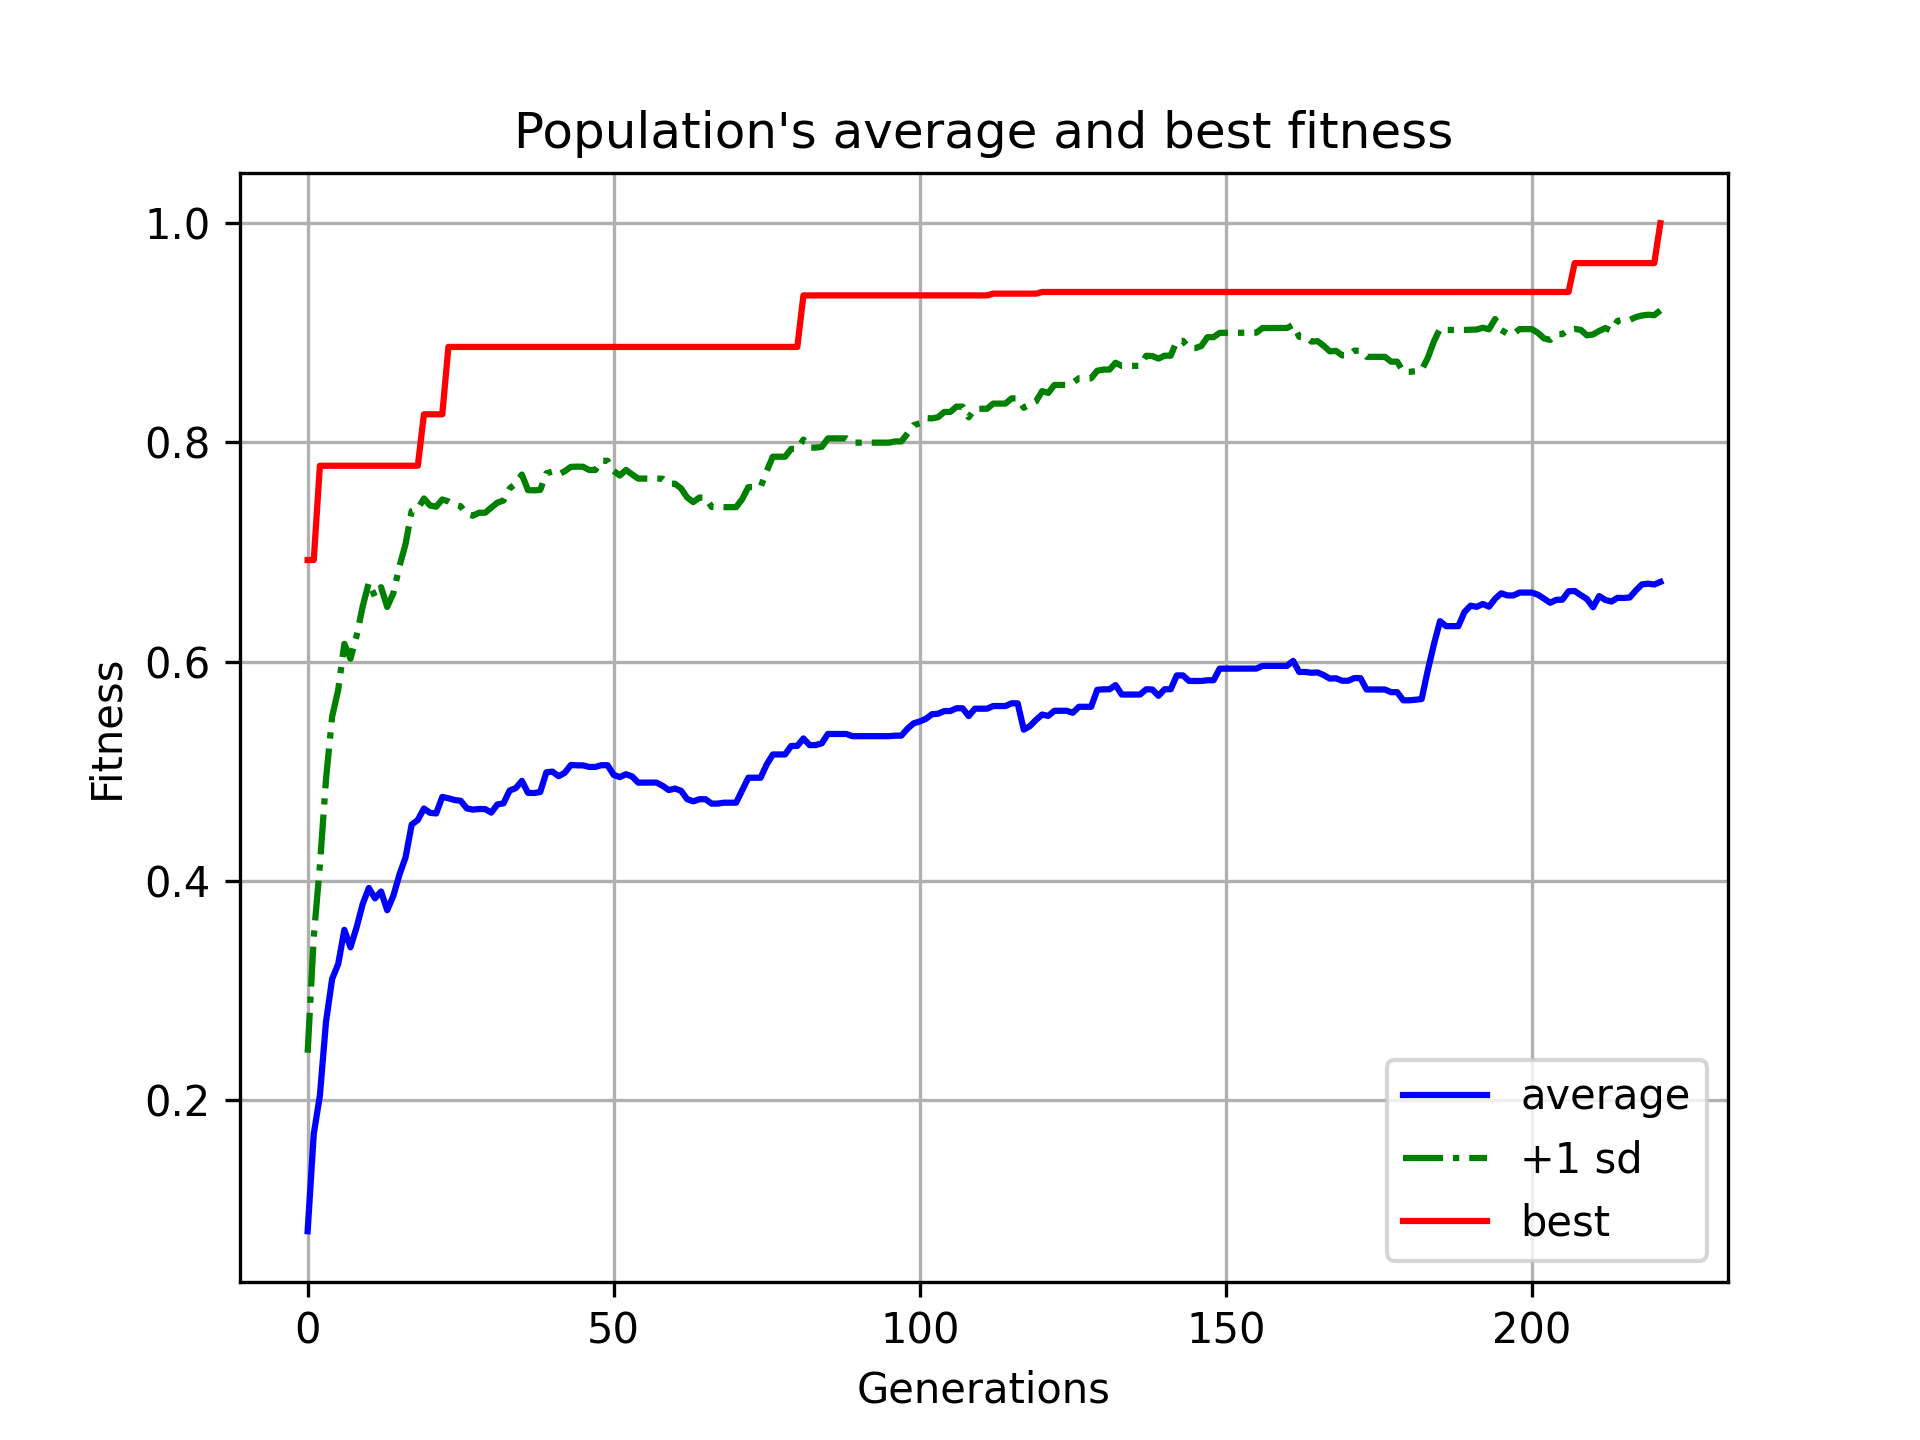 Population's average and best fitness
Fitness
1.0
0.8
0.6
0.4
0.2
0 50 100 150 200
Generations
average
+1 sd
best